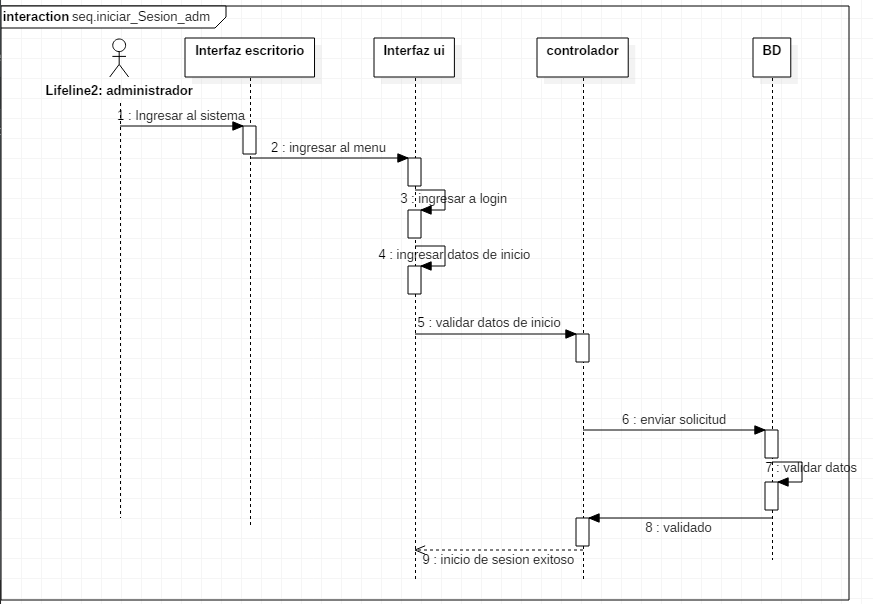 interaction seq.iniciar_Sesion_adm
Interfaz escritorio
Interfaz ui
controlador
BD
Lifeline2: administrador
1 : Ingresar al sistema
2 : ingresar al menu
3 : ingresar a login
4 : ingresar datos de inicio
5 : validar datos de inicio
6 : enviar solicitud
7 : validar datos
8 : validado
9 : inicio de sesion exitoso